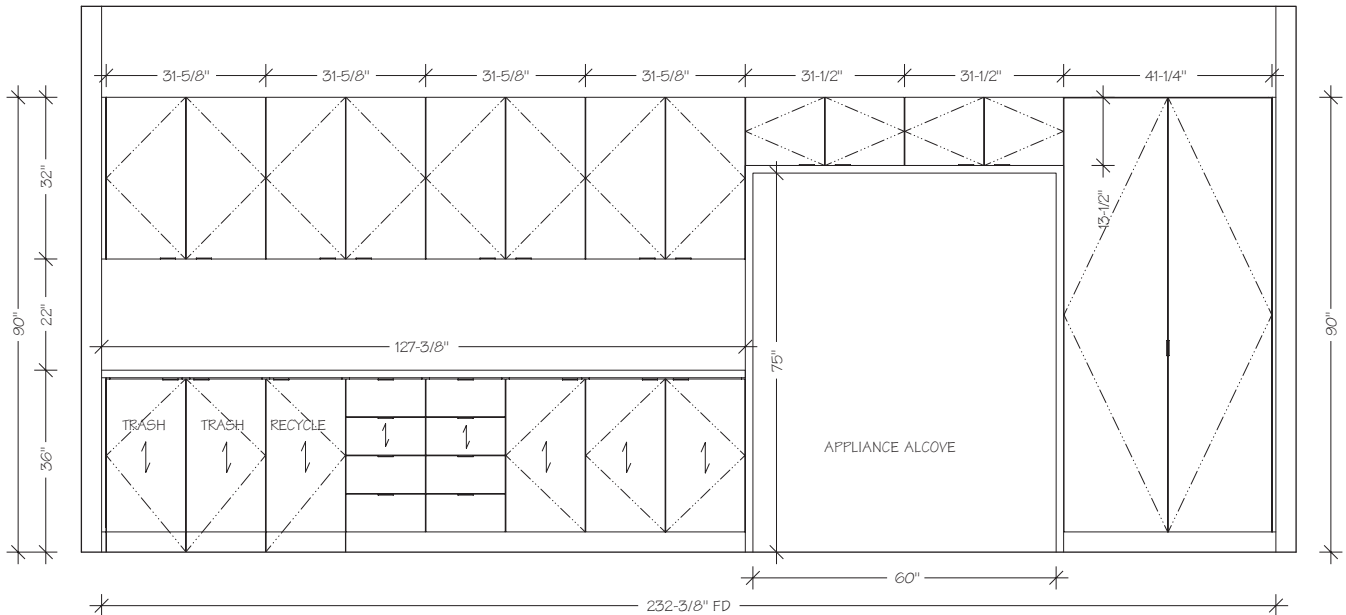 31-5/8" 31-5/8" 31-5/8" 31-5/8" 31-1/2" 31-1/2" 41-1/4"
32"
13-1/2"
90" 22" 90"
127-3/8"
75"
TRASH TRASH RECYCLE
36"
APPLIANCE ALCOVE
60"
232-3/8" FD